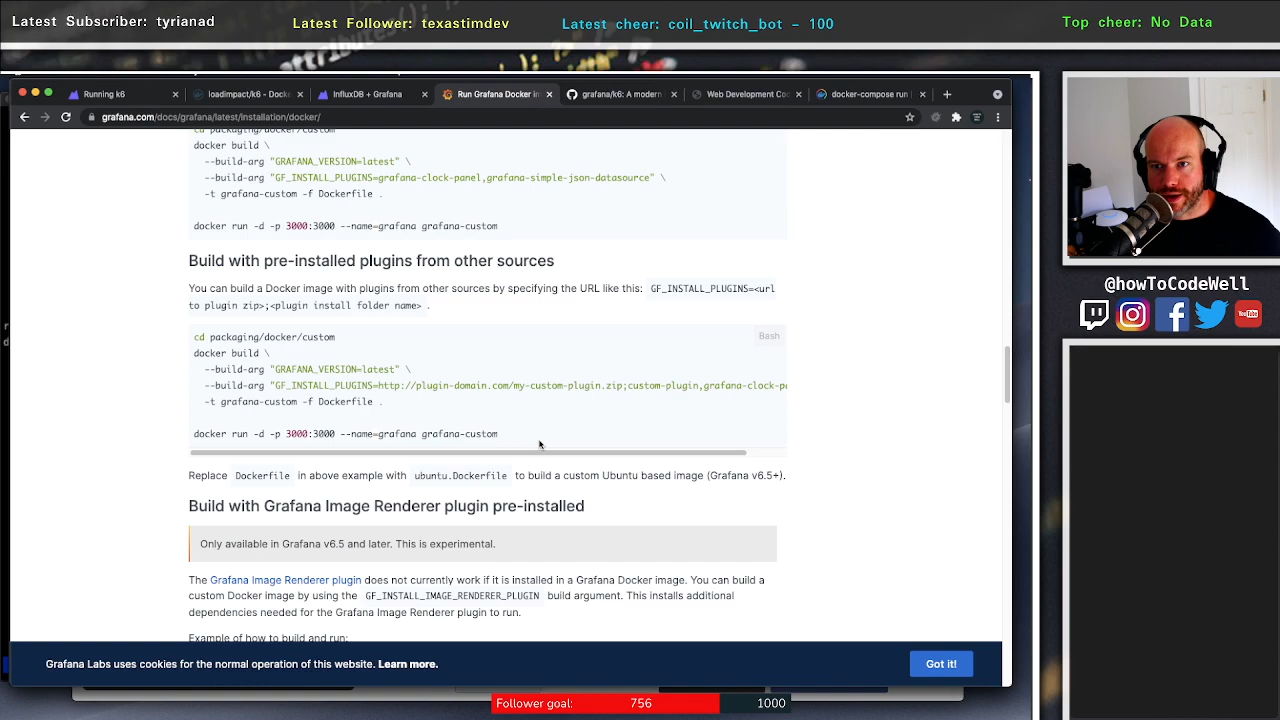 Latest Subscriber: tyrianad
Latest Follower: texastimdev
Latest cheer: coil_twitch_bot - 100
Top cheer: No Data
attributes();
Running k6
loadimpact/k6 - Docke
InfluxDB + Grafana
Run Grafana Docker in
grafana/k6: A modern
Web Development Cod
docker-compose run
grafana.com/docs/grafana/latest/installation/docker/
cd packaging/docker/custom
docker build \
--build-arg "GRAFANA_VERSION=latest" \
--build-arg "GF_INSTALL_PLUGINS=grafana-clock-panel,grafana-simple-json-datasource" \
-t grafana-custom -f Dockerfile .
docker run -d -p 3000:3000 --name=grafana grafana-custom
Build with pre-installed plugins from other sources
You can build a Docker image with plugins from other sources by specifying the URL like this: GF_INSTALL_PLUGINS=<url
to plugin zip>;<plugin install folder name> .
Bash
cd packaging/docker/custom
docker build \
--build-arg "GRAFANA_VERSION=latest" \
--build-arg "GF_INSTALL_PLUGINS=http://plugin-domain.com/my-custom-plugin.zip;custom-plugin,grafana-clock-pa
-t grafana-custom -f Dockerfile .
docker run -d -p 3000:3000 --name=grafana grafana-custom
Replace Dockerfile in above example with ubuntu.Dockerfile to build a custom Ubuntu based image (Grafana v6.5+).
Build with Grafana Image Renderer plugin pre-installed
Only available in Grafana v6.5 and later. This is experimental.
The Grafana Image Renderer plugin does not currently work if it is installed in a Grafana Docker image. You can build a
custom Docker image by using the GF_INSTALL_IMAGE_RENDERER_PLUGIN build argument. This installs additional
dependencies needed for the Grafana Image Renderer plugin to run.
Example of how to build and run:
Grafana Labs uses cookies for the normal operation of this website. Learn more.
Got it!
@howToCodeWell
Follower goal: 756 1000